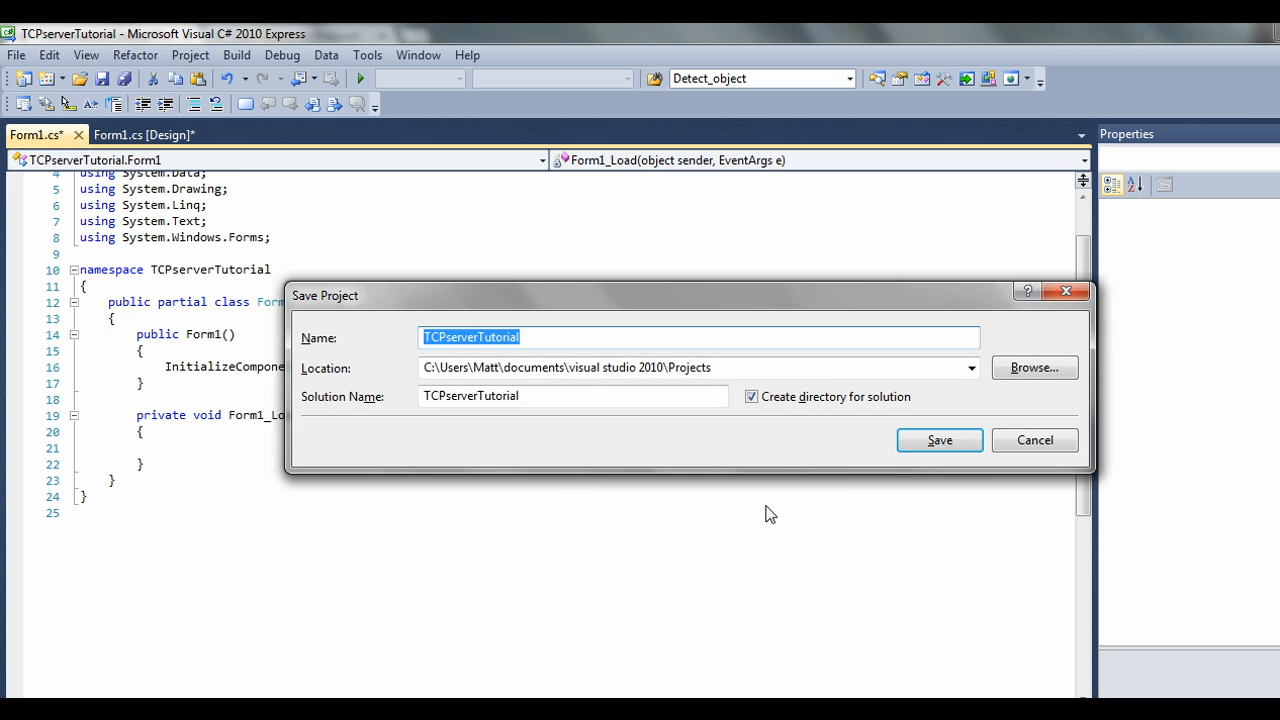 TCPserverTutorial - Microsoft Visual C# 2010 Express
File Edit View Refactor Project Build Debug Data Tools Window Help
Detect_object
Form1.cs* Form1.cs [Design]*
Properties
TCPserverTutorial.Form1
Form1_Load(object sender, EventArgs e)
4 using System.Data;
5 using System.Drawing;
6 using System.Linq;
7 using System.Text;
8 using System.Windows.Forms;
9
10 namespace TCPserverTutorial
11 {
12 public partial class Form
13 {
14 public Form1()
15 {
16 InitializeCompone
17 }
18
19 private void Form1_Lo
20 {
21
22 }
23 }
24 }
25
Save Project
Name: TCPserverTutorial
Location: C:\Users\Matt\documents\visual studio 2010\Projects
Browse...
Solution Name: TCPserverTutorial
Create directory for solution
Save
Cancel